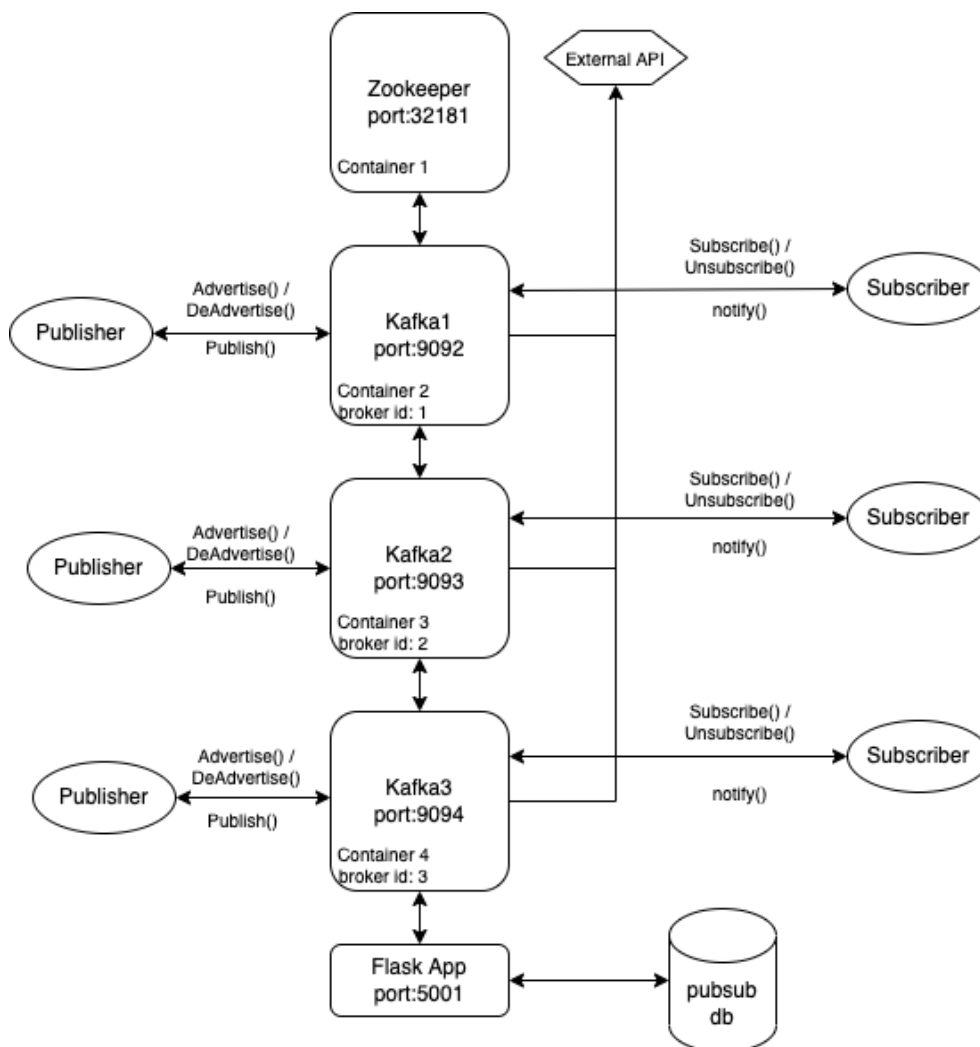 Zookeeper
port:32181
Container 1
External API
Advertise() /
DeAdvertise()
Publish()
Publisher
Kafka1
port:9092
Container 2
broker id: 1
Subscribe() /
Unsubscribe()
notify()
Subscriber
Advertise() /
DeAdvertise()
Publish()
Publisher
Kafka2
port:9093
Container 3
broker id: 2
Subscribe() /
Unsubscribe()
notify()
Subscriber
Advertise() /
DeAdvertise()
Publish()
Publisher
Kafka3
port:9094
Container 4
broker id: 3
Subscribe() /
Unsubscribe()
notify()
Subscriber
Flask App
port:5001
pubsub
db